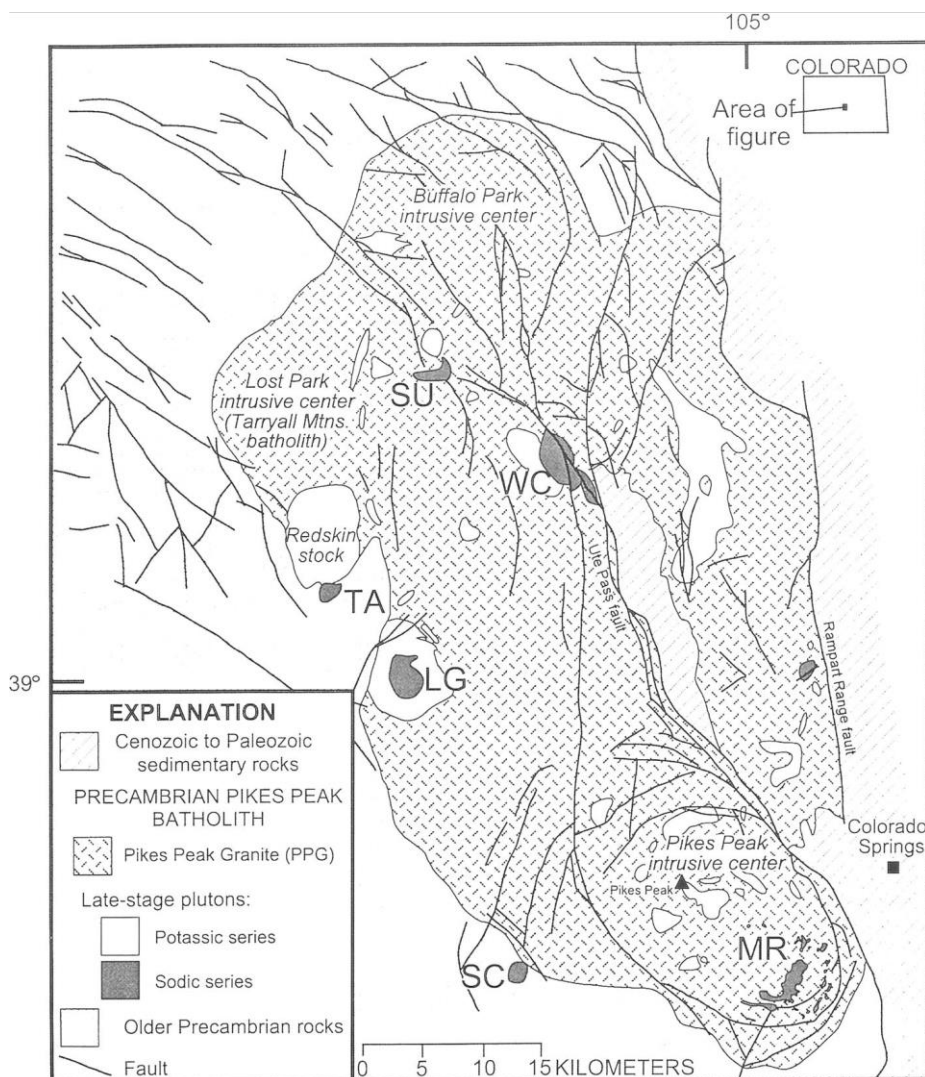 105°
COLORADO
Area of
figure
Buffalo Park
intrusive center
Lost Park
intrusive center
(Tarryall Mtns.
batholith)
SU
WC
Redskin
stock
TA
Ute Pass fault
LG
39°
Rampart Range fault
EXPLANATION
Cenozoic to Paleozoic
sedimentary rocks
PRECAMBRIAN PIKES PEAK
BATHOLITH
Pikes Peak Granite (PPG)
Late-stage plutons:
Potassic series
Sodic series
Older Precambrian rocks
Fault
Colorado
Springs
Pikes Peak
intrusive center
Pikes Peak
MR
SC
0 5 10 15 KILOMETERS